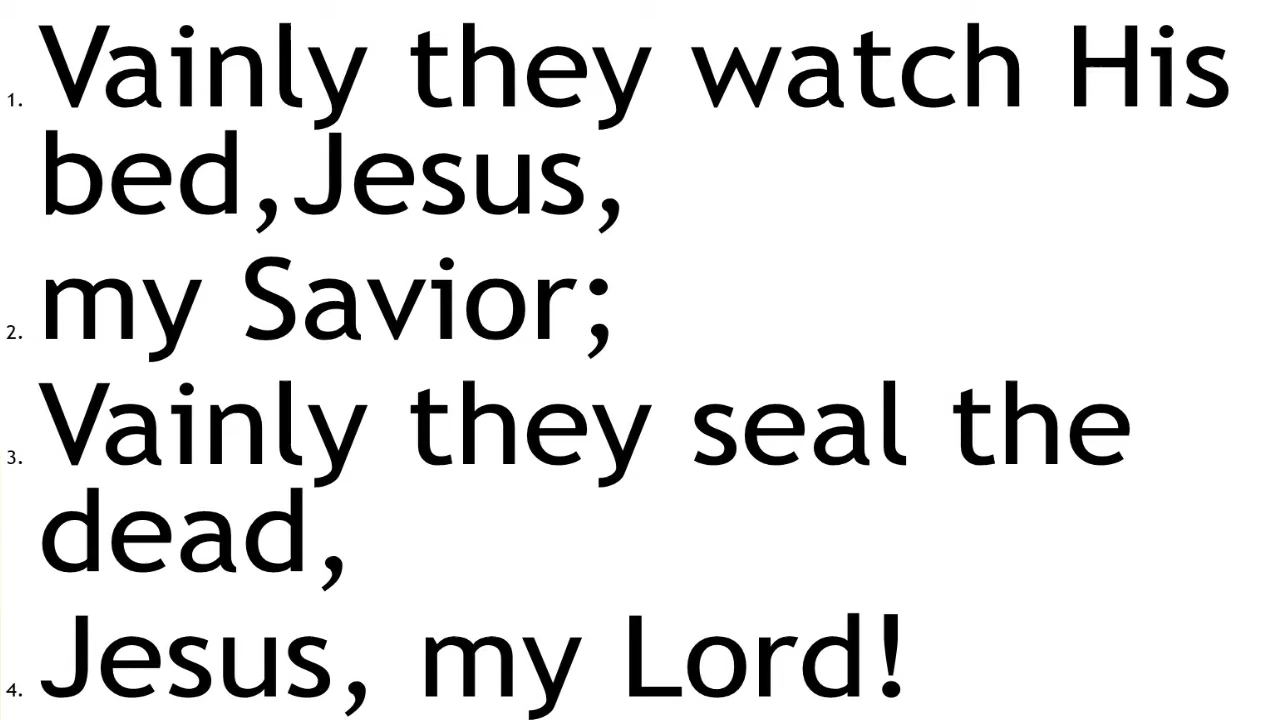 1. Vainly they watch His
bed,Jesus,
2. my Savior;
3. Vainly they seal the
dead,
4. Jesus, my Lord!